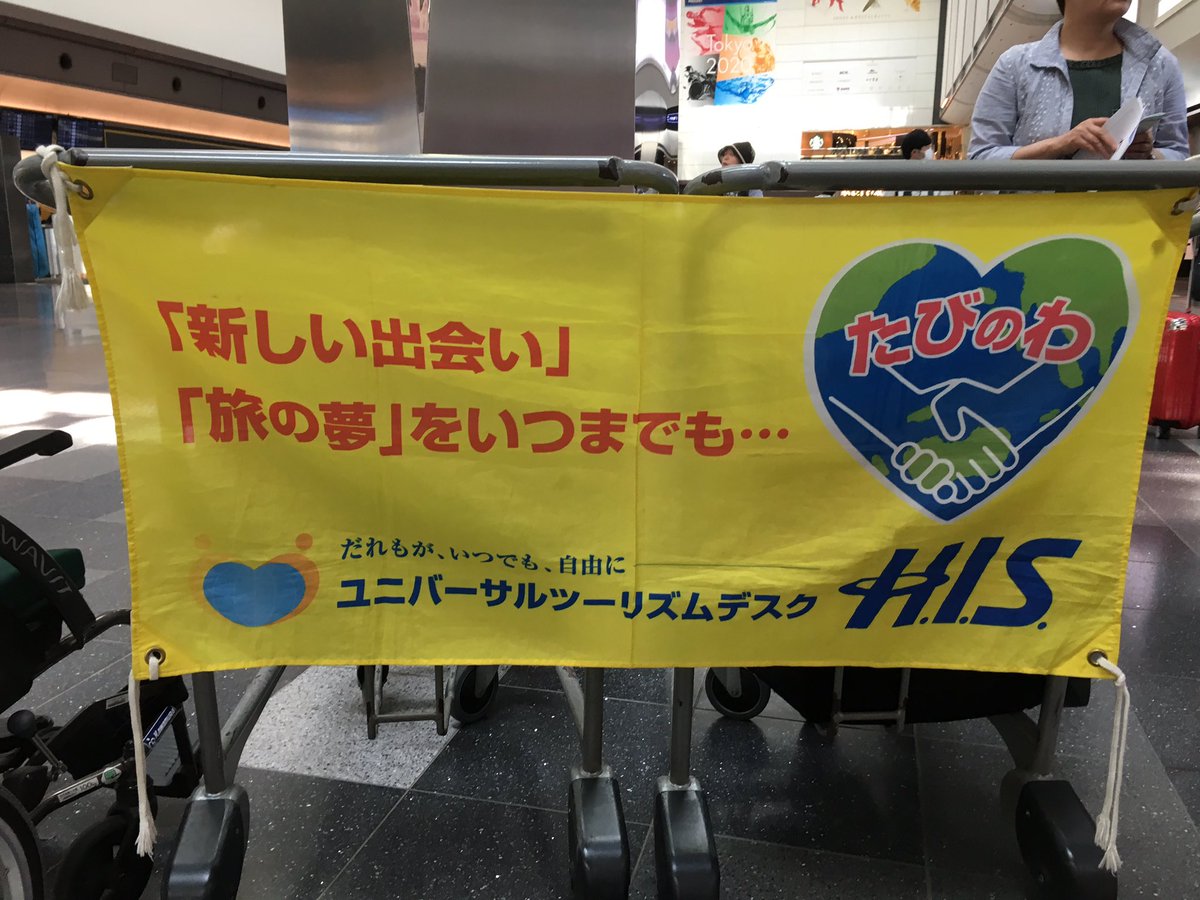 Tokyo
2020
「新しい出会い」
「旅の夢」をいつまでも…
たびのわ
だれもが、いつでも、自由に
ユニバーサルツーリズムデスク
H.I.S.